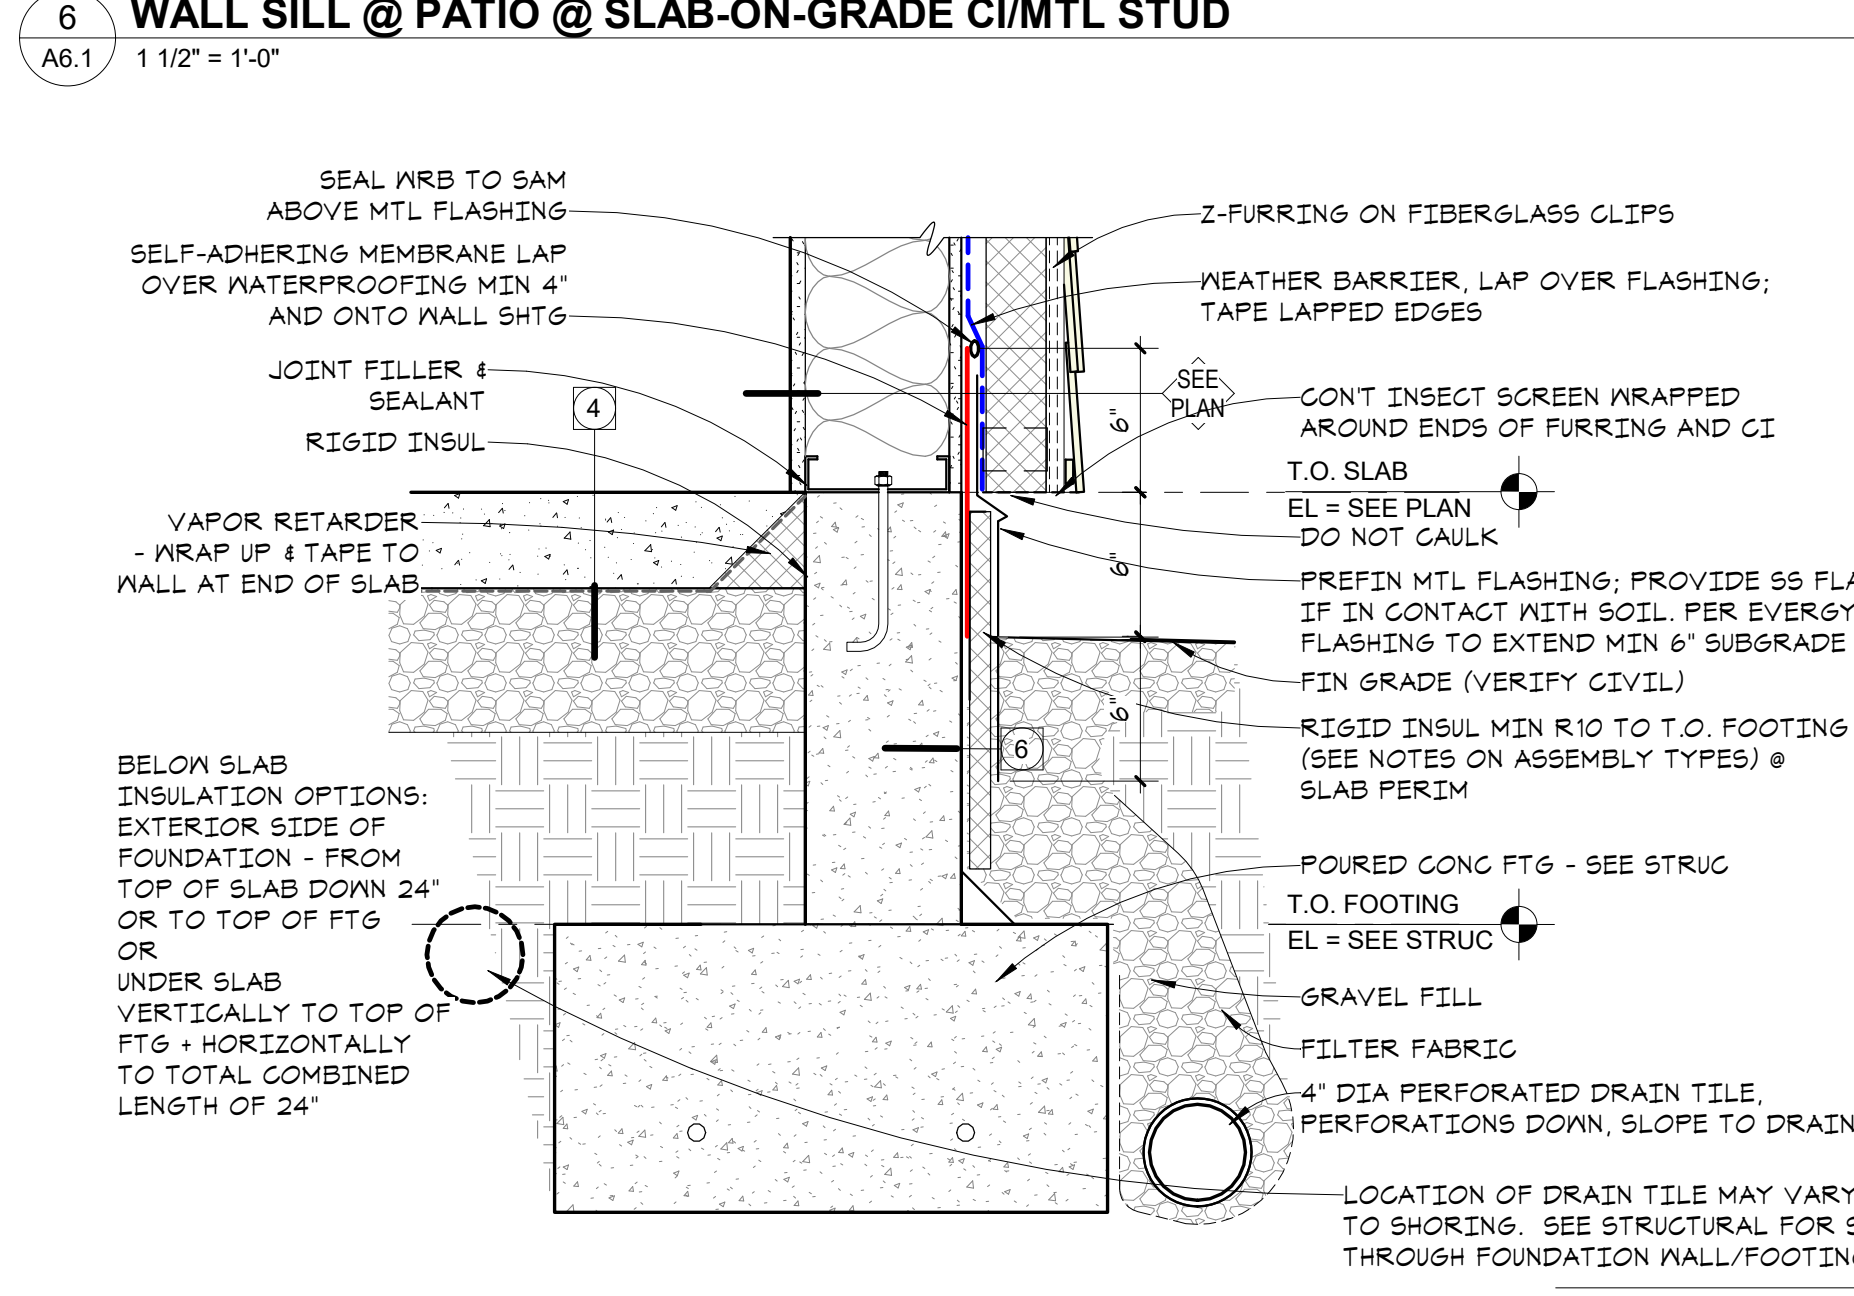 6
WALL SILL @ PATIO @ SLAB-ON-GRADE CI/MTL STUD
A6.1
1 1/2" = 1'-0"
SEAL WRB TO SAM
ABOVE MTL FLASHING
SELF-ADHERING MEMBRANE LAP
OVER WATERPROOFING MIN 4"
AND ONTO WALL SHTG
JOINT FILLER &
SEALANT
4
RIGID INSUL
VAPOR RETARDER
- WRAP UP & TAPE TO
WALL AT END OF SLAB
BELOW SLAB
INSULATION OPTIONS:
EXTERIOR SIDE OF
FOUNDATION - FROM
TOP OF SLAB DOWN 24"
OR TO TOP OF FTG
OR
UNDER SLAB
VERTICALLY TO TOP OF
FTG + HORIZONTALLY
TO TOTAL COMBINED
LENGTH OF 24"
Z-FURRING ON FIBERGLASS CLIPS
WEATHER BARRIER, LAP OVER FLASHING;
TAPE LAPPED EDGES
SEE
PLAN
6"
CON'T INSECT SCREEN WRAPPED
AROUND ENDS OF FURRING AND CI
T.O. SLAB
EL = SEE PLAN
DO NOT CAULK
6"
PREFIN MTL FLASHING; PROVIDE SS
IF IN CONTACT WITH SOIL. PER EVERGY
FLASHING TO EXTEND MIN 6" SUBGRADE
FIN GRADE (VERIFY CIVIL)
6"
RIGID INSUL MIN R10 TO T.O. FOOTING
(SEE NOTES ON ASSEMBLY TYPES) @
SLAB PERIM
6
POURED CONC FTG - SEE STRUC
T.O. FOOTING
EL = SEE STRUC
GRAVEL FILL
FILTER FABRIC
4" DIA PERFORATED DRAIN TILE,
PERFORATIONS DOWN, SLOPE TO DRAIN
LOCATION OF DRAIN TILE MAY VARY
TO SHORING. SEE STRUCTURAL FOR
THROUGH FOUNDATION WALL/FOOTING